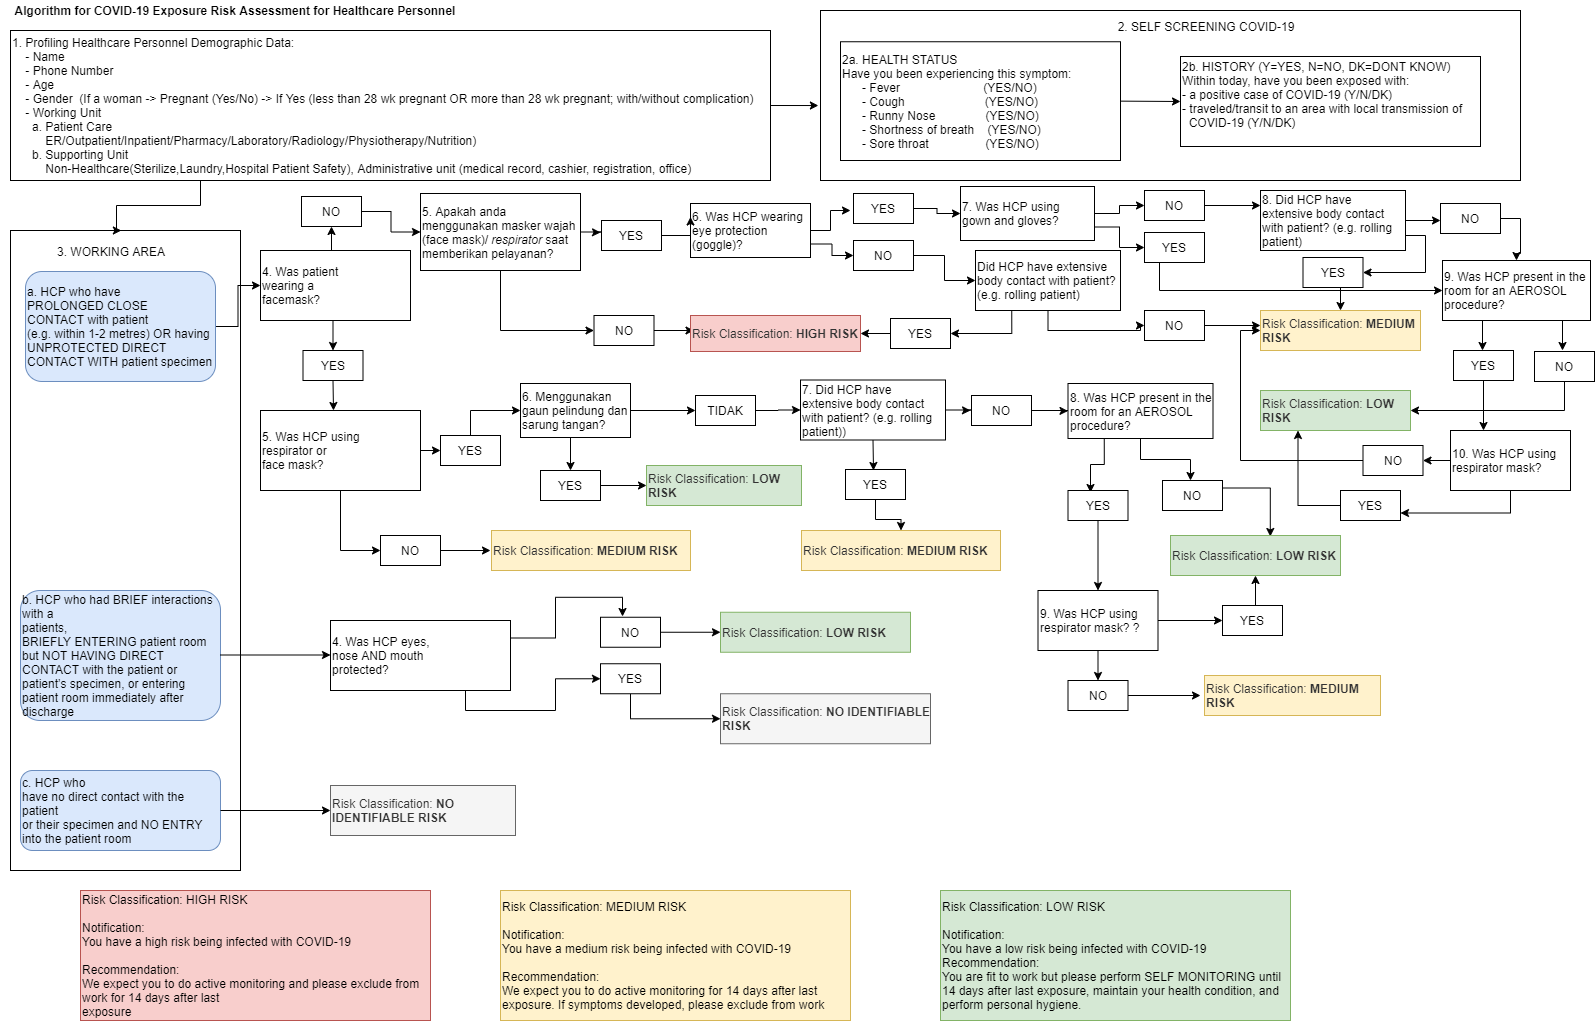 Algorithm for COVID-19 Exposure Risk Assessment for Healthcare Personnel
1. Profiling Healthcare Personnel Demographic Data:
- Name
- Phone Number
- Age
- Gender (If a woman -> Pregnant (Yes/No) -> If Yes (less than 28 wk pregnant OR more than 28 wk pregnant; with/without complication)
- Working Unit
a. Patient Care
ER/Outpatient/Inpatient/Pharmacy/Laboratory/Radiology/Physiotherapy/Nutrition)
b. Supporting Unit
Non-Healthcare(Sterilize,Laundry,Hospital Patient Safety), Administrative unit (medical record, cashier, registration, office)
2. SELF SCREENING COVID-19
2a. HEALTH STATUS
Have you been experiencing this symptom:
- Fever (YES/NO)
- Cough (YES/NO)
- Runny Nose (YES/NO)
- Shortness of breath (YES/NO)
- Sore throat (YES/NO)
2b. HISTORY (Y=YES, N=NO, DK=DONT KNOW)
Within today, have you been exposed with:
- a positive case of COVID-19 (Y/N/DK)
- traveled/transit to an area with local transmission of
COVID-19 (Y/N/DK)
3. WORKING AREA
a. HCP who have
PROLONGED CLOSE
CONTACT with patient
(e.g. within 1-2 metres) OR having
UNPROTECTED DIRECT
CONTACT WITH patient specimen
4. Was patient
wearing a
facemask?
NO
5. Apakah anda
menggunakan masker wajah
(face mask)/ respirator saat
memberikan pelayanan?
YES
6. Was HCP wearing
eye protection
(goggle)?
YES
7. Was HCP using
gown and gloves?
NO
8. Did HCP have
extensive body contact
with patient? (e.g. rolling
patient)
NO
YES
YES
NO
Did HCP have extensive
body contact with patient?
(e.g. rolling patient)
9. Was HCP present in the
room for an AEROSOL
procedure?
NO
Risk Classification: HIGH RISK
YES
NO
Risk Classification: MEDIUM
RISK
YES
NO
YES
5. Was HCP using
respirator or
face mask?
YES
6. Menggunakan
gaun pelindung dan
sarung tangan?
TIDAK
7. Did HCP have
extensive body contact
with patient? (e.g. rolling
patient))
NO
8. Was HCP present in the
room for an AEROSOL
procedure?
Risk Classification: LOW
RISK
10. Was HCP using
respirator mask?
NO
YES
YES
Risk Classification: LOW
RISK
YES
YES
NO
NO
Risk Classification: MEDIUM RISK
Risk Classification: MEDIUM RISK
Risk Classification: LOW RISK
9. Was HCP using
respirator mask? ?
YES
NO
Risk Classification: MEDIUM
RISK
b. HCP who had BRIEF interactions
with a
patients,
BRIEFLY ENTERING patient room
but NOT HAVING DIRECT
CONTACT with the patient or
patient's specimen, or entering
patient room immediately after
discharge
4. Was HCP eyes,
nose AND mouth
protected?
NO
Risk Classification: LOW RISK
YES
Risk Classification: NO IDENTIFIABLE
RISK
c. HCP who
have no direct contact with the
patient
or their specimen and NO ENTRY
into the patient room
Risk Classification: NO
IDENTIFIABLE RISK
Risk Classification: HIGH RISK
Notification:
You have a high risk being infected with COVID-19
Recommendation:
We expect you to do active monitoring and please exclude from
work for 14 days after last
exposure
Risk Classification: MEDIUM RISK
Notification:
You have a medium risk being infected with COVID-19
Recommendation:
We expect you to do active monitoring for 14 days after last
exposure. If symptoms developed, please exclude from work
Risk Classification: LOW RISK
Notification:
You have a low risk being infected with COVID-19
Recommendation:
You are fit to work but please perform SELF MONITORING until
14 days after last exposure, maintain your health condition, and
perform personal hygiene.